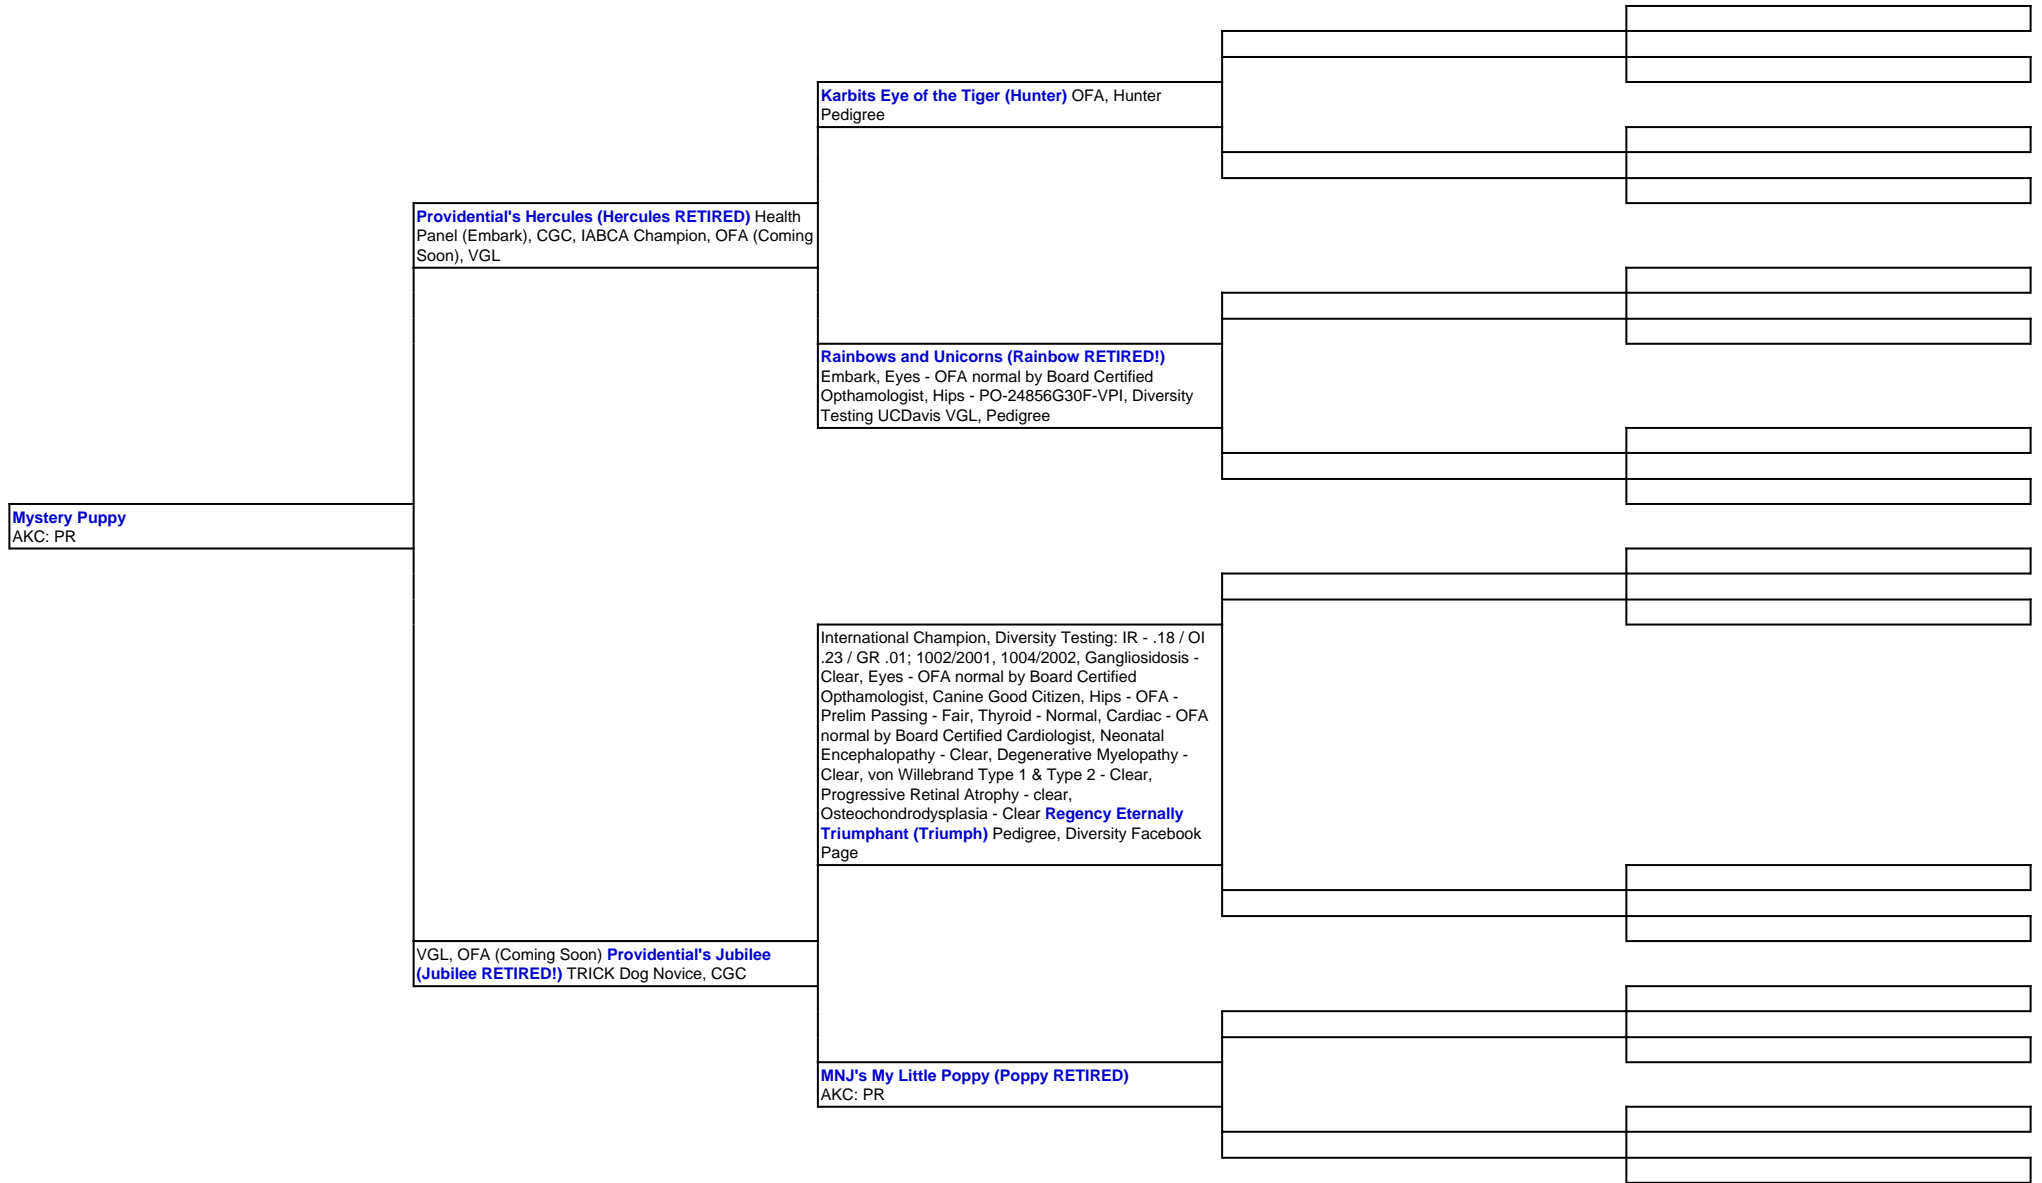 Karbits Eye of the Tiger (Hunter) OFA, Hunter
Pedigree
Providential's Hercules (Hercules RETIRED) Health
Panel (Embark), CGC, IABCA Champion, OFA (Coming
Soon), VGL
Rainbows and Unicorns (Rainbow RETIRED!)
Embark, Eyes - OFA normal by Board Certified
Opthamologist, Hips - PO-24856G30F-VPI, Diversity
Testing UCDavis VGL, Pedigree
Mystery Puppy
AKC: PR
International Champion, Diversity Testing: IR - .18 / OI
.23 / GR .01; 1002/2001, 1004/2002, Gangliosidosis -
Clear, Eyes - OFA normal by Board Certified
Opthamologist, Canine Good Citizen, Hips - OFA -
Prelim Passing - Fair, Thyroid - Normal, Cardiac - OFA
normal by Board Certified Cardiologist, Neonatal
Encephalopathy - Clear, Degenerative Myelopathy -
Clear, von Willebrand Type 1 & Type 2 - Clear,
Progressive Retinal Atrophy - clear,
Osteochondrodysplasia - Clear Regency Eternally
Triumphant (Triumph) Pedigree, Diversity Facebook
Page
VGL, OFA (Coming Soon) Providential's Jubilee
(Jubilee RETIRED!) TRICK Dog Novice, CGC
MNJ's My Little Poppy (Poppy RETIRED)
AKC: PR